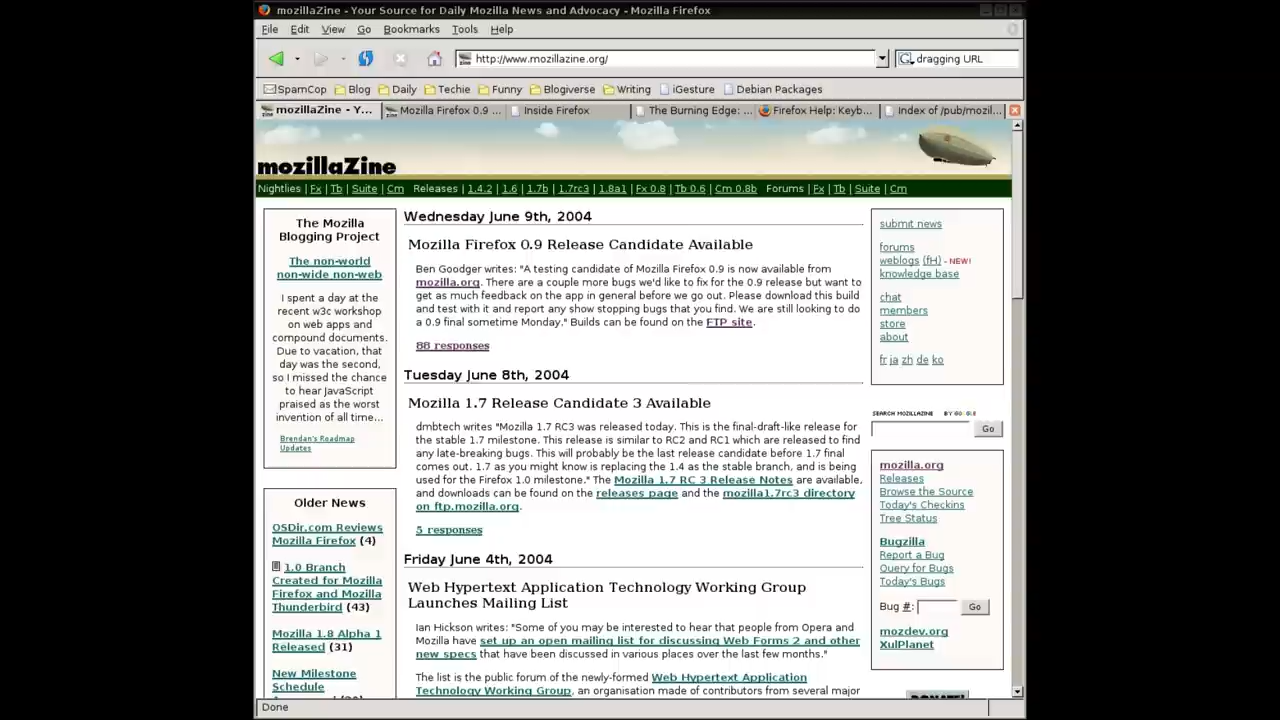 mozillaZine - Your Source for Daily Mozilla News and Advocacy - Mozilla Firefox
File Edit View Go Bookmarks Tools Help
http://www.mozillazine.org/ dragging URL
SpamCop Blog Daily Techie Funny Blogiverse Writing iGesture Debian Packages
mozillaZine - Y... Mozilla Firefox 0.9 ... Inside Firefox The Burning Edge: ... Firefox Help: Keyb... Index of /pub/mozil...
mozillaZine
Nightlies | Fx | Tb | Suite | Cm Releases | 1.4.2 | 1.6 | 1.7b | 1.7rc3 | 1.8a1 | Fx 0.8 | Tb 0.6 | Cm 0.8b Forums | Fx | Tb | Suite | Cm
The Mozilla
Blogging Project
The non-world
non-wide non-web
I spent a day at the
recent w3c workshop
on web apps and
compound documents.
Due to vacation, that
day was the second,
so I missed the chance
to hear JavaScript
praised as the worst
invention of all time...
Brendan's Roadmap
Updates
Older News
OSDir.com Reviews
Mozilla Firefox (4)
1.0 Branch
Created for Mozilla
Firefox and Mozilla
Thunderbird (43)
Mozilla 1.8 Alpha 1
Released (31)
New Milestone
Schedule
Wednesday June 9th, 2004
Mozilla Firefox 0.9 Release Candidate Available
Ben Goodger writes: "A testing candidate of Mozilla Firefox 0.9 is now available from
mozilla.org. There are a couple more bugs we'd like to fix for the 0.9 release but want to
get as much feedback on the app in general before we go out. Please download this build
and test with it and report any show stopping bugs that you find. We are still looking to do
a 0.9 final sometime Monday." Builds can be found on the FTP site.
88 responses
Tuesday June 8th, 2004
Mozilla 1.7 Release Candidate 3 Available
dmbtech writes "Mozilla 1.7 RC3 was released today. This is the final-draft-like release for
the stable 1.7 milestone. This release is similar to RC2 and RC1 which are released to find
any late-breaking bugs. This will probably be the last release candidate before 1.7 final
comes out. 1.7 as you might know is replacing the 1.4 as the stable branch, and is being
used for the Firefox 1.0 milestone." The Mozilla 1.7 RC 3 Release Notes are available,
and downloads can be found on the releases page and the mozilla1.7rc3 directory
on ftp.mozilla.org.
5 responses
Friday June 4th, 2004
Web Hypertext Application Technology Working Group
Launches Mailing List
Ian Hickson writes: "Some of you may be interested to hear that people from Opera and
Mozilla have set up an open mailing list for discussing Web Forms 2 and other
new specs that have been discussed in various places over the last few months."
The list is the public forum of the newly-formed Web Hypertext Application
Technology Working Group, an organisation made of contributors from several major
submit news
forums
weblogs (fH) - NEW!
knowledge base
chat
members
store
about
fr ja zh de ko
SEARCH MOZILLAZINE BY GOOGLE
Go
mozilla.org
Releases
Browse the Source
Today's Checkins
Tree Status
Bugzilla
Report a Bug
Query for Bugs
Today's Bugs
Bug #: Go
mozdev.org
XulPlanet
DONATE!
Done